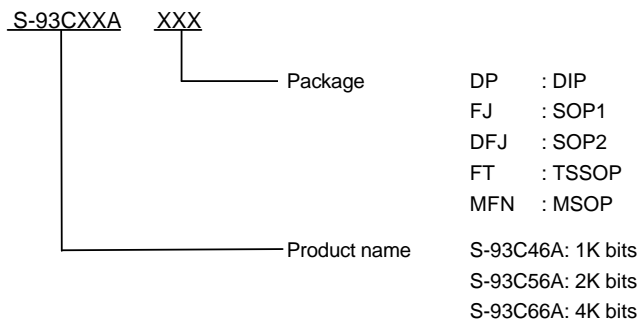 S-93CXXA XXX
Package DP : DIP
FJ : SOP1
DFJ : SOP2
FT : TSSOP
MFN : MSOP
Product name S-93C46A: 1K bits
S-93C56A: 2K bits
S-93C66A: 4K bits